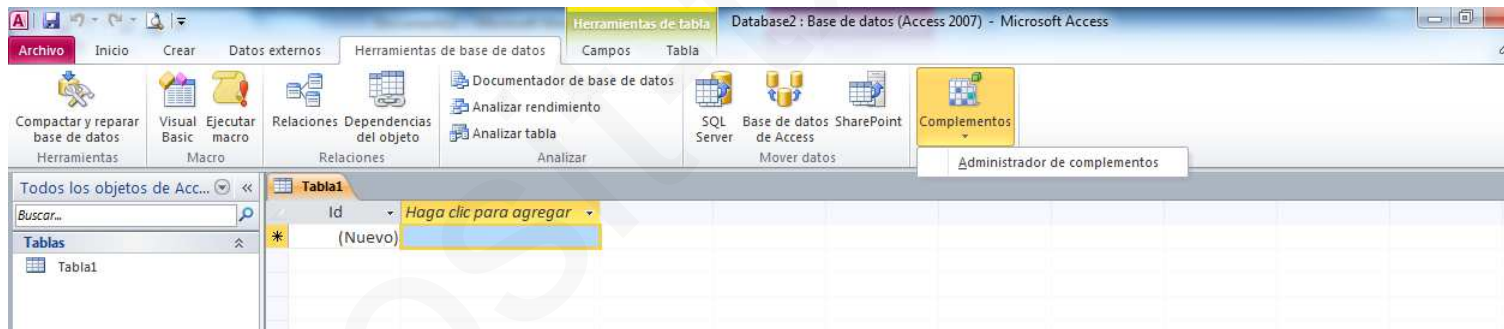 A
Herramientas de tabla
Database2 : Base de datos (Access 2007) - Microsoft Access
Archivo Inicio Crear Datos externos Herramientas de base de datos Campos Tabla
Compactar y reparar base de datos
Herramientas
Visual Basic
Ejecutar macro
Macro
Relaciones
Dependencias del objeto
Relaciones
Documentador de base de datos
Analizar rendimiento
Analizar tabla
Analizar
SQL Server
Base de datos de Access
SharePoint
Mover datos
Complementos
Administrador de complementos
Todos los objetos de Acc... «
Buscar...
Tablas
Tabla1
Tabla1
Id Haga clic para agregar
* (Nuevo)